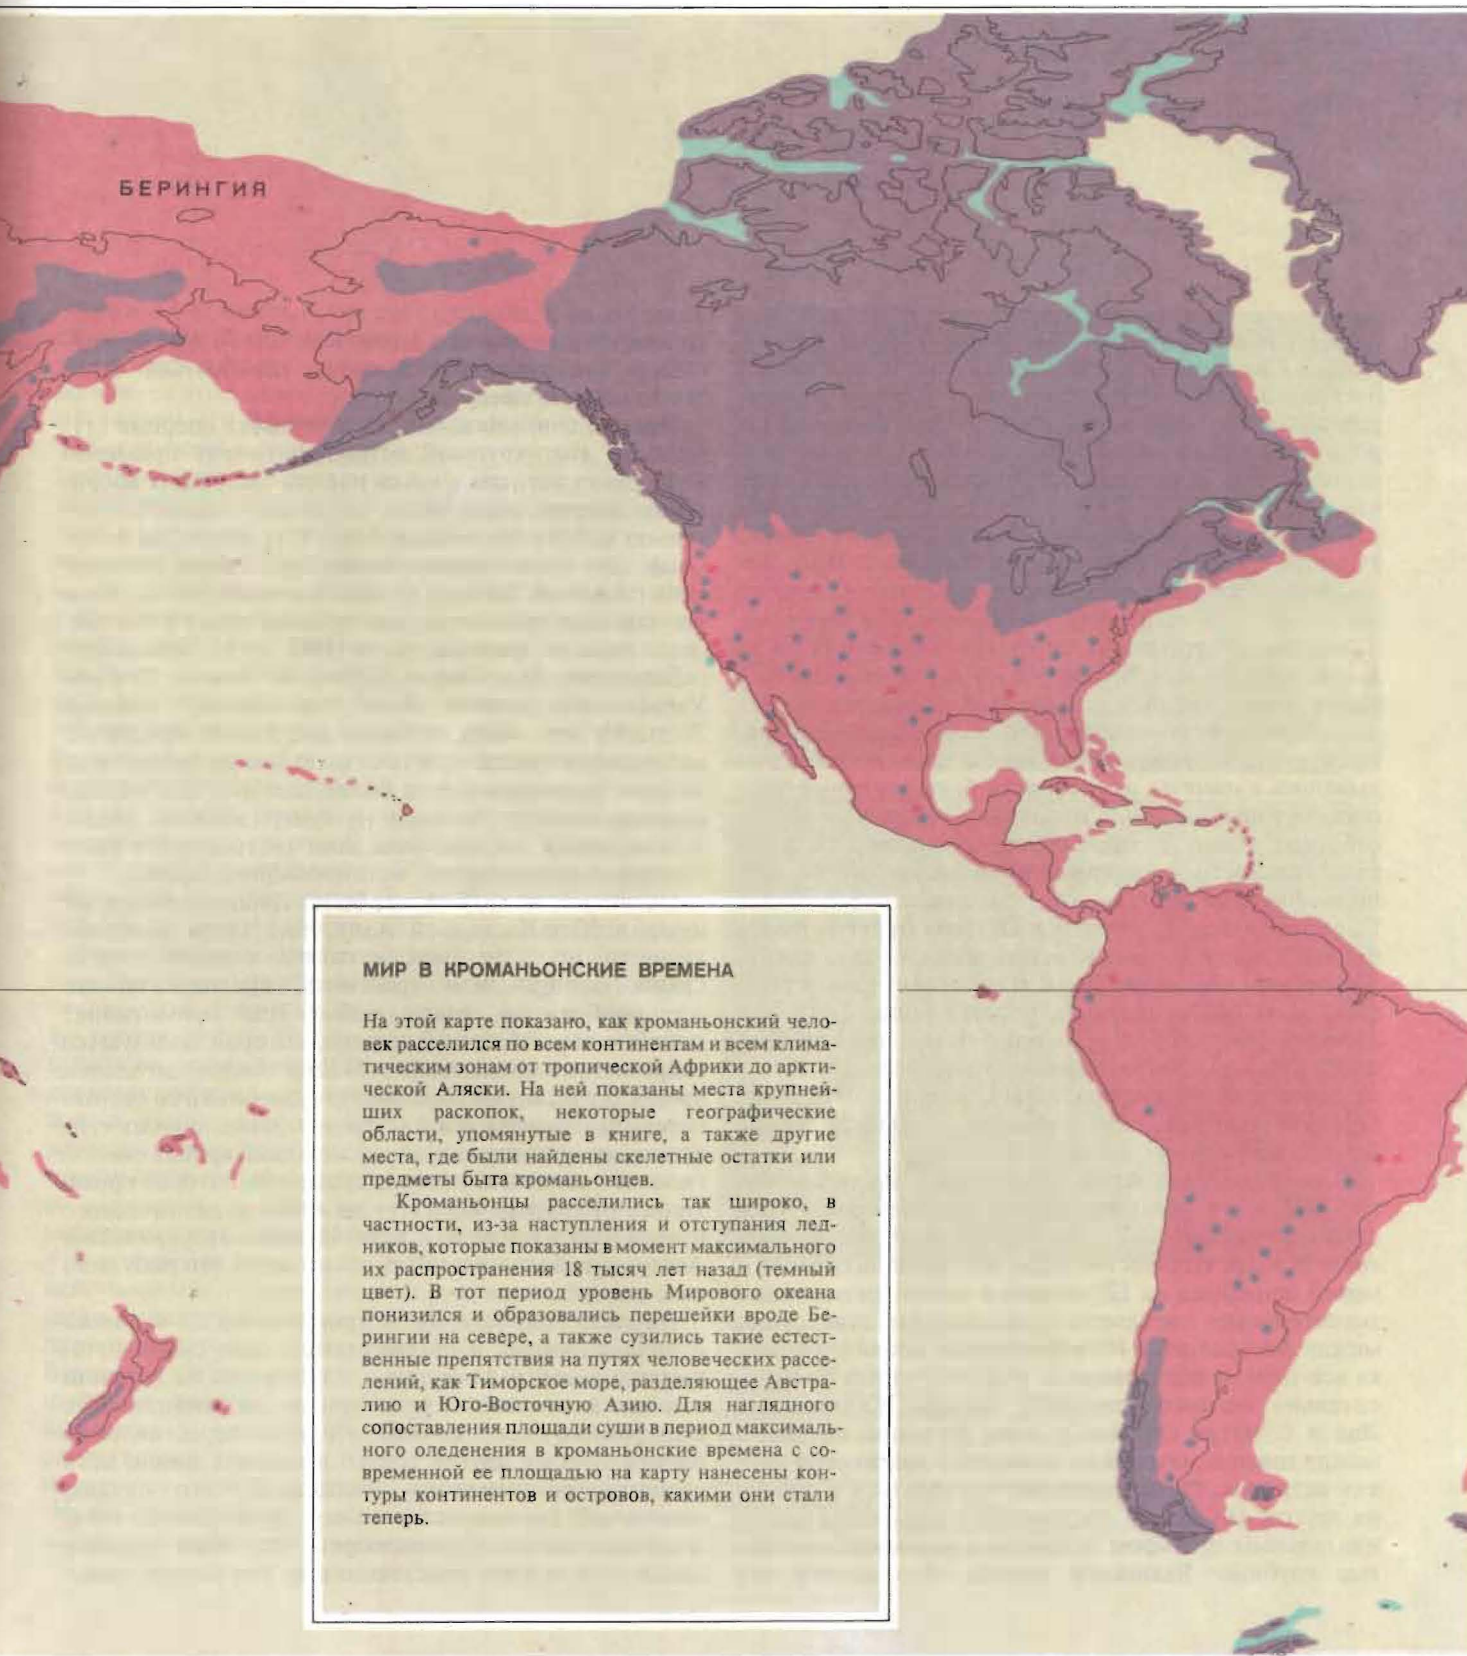 БЕРИНГИЯ
МИР В КРОМАНЬОНСКИЕ ВРЕМЕНА
На этой карте показано, как кроманьонский чело-
век расселился по всем континентам и всем клима-
тическим зонам от тропической Африки до аркти-
ческой Аляски. На ней показаны места крупней-
ших раскопок, некоторые географические
области, упомянутые в книге, а также другие
места, где были найдены скелетные остатки или
предметы быта кроманьонцев.
Кроманьонцы расселились так широко, в
частности, из-за наступления и отступания лед-
ников, которые показаны в момент максимального
их распространения 18 тысяч лет назад (темный
цвет). В тот период уровень Мирового океана
понизился и образовались перешейки вроде Бе-
рингии на севере, а также сузились такие естест-
венные препятствия на путях человеческих рассе-
лений, как Тиморское море, разделяющее Австра-
лию и Юго-Восточную Азию. Для наглядного
сопоставления площади суши в период максималь-
ного оледенения в кроманьонские времена с со-
временной ее площадью на карту нанесены кон-
туры континентов и островов, какими они стали
теперь.